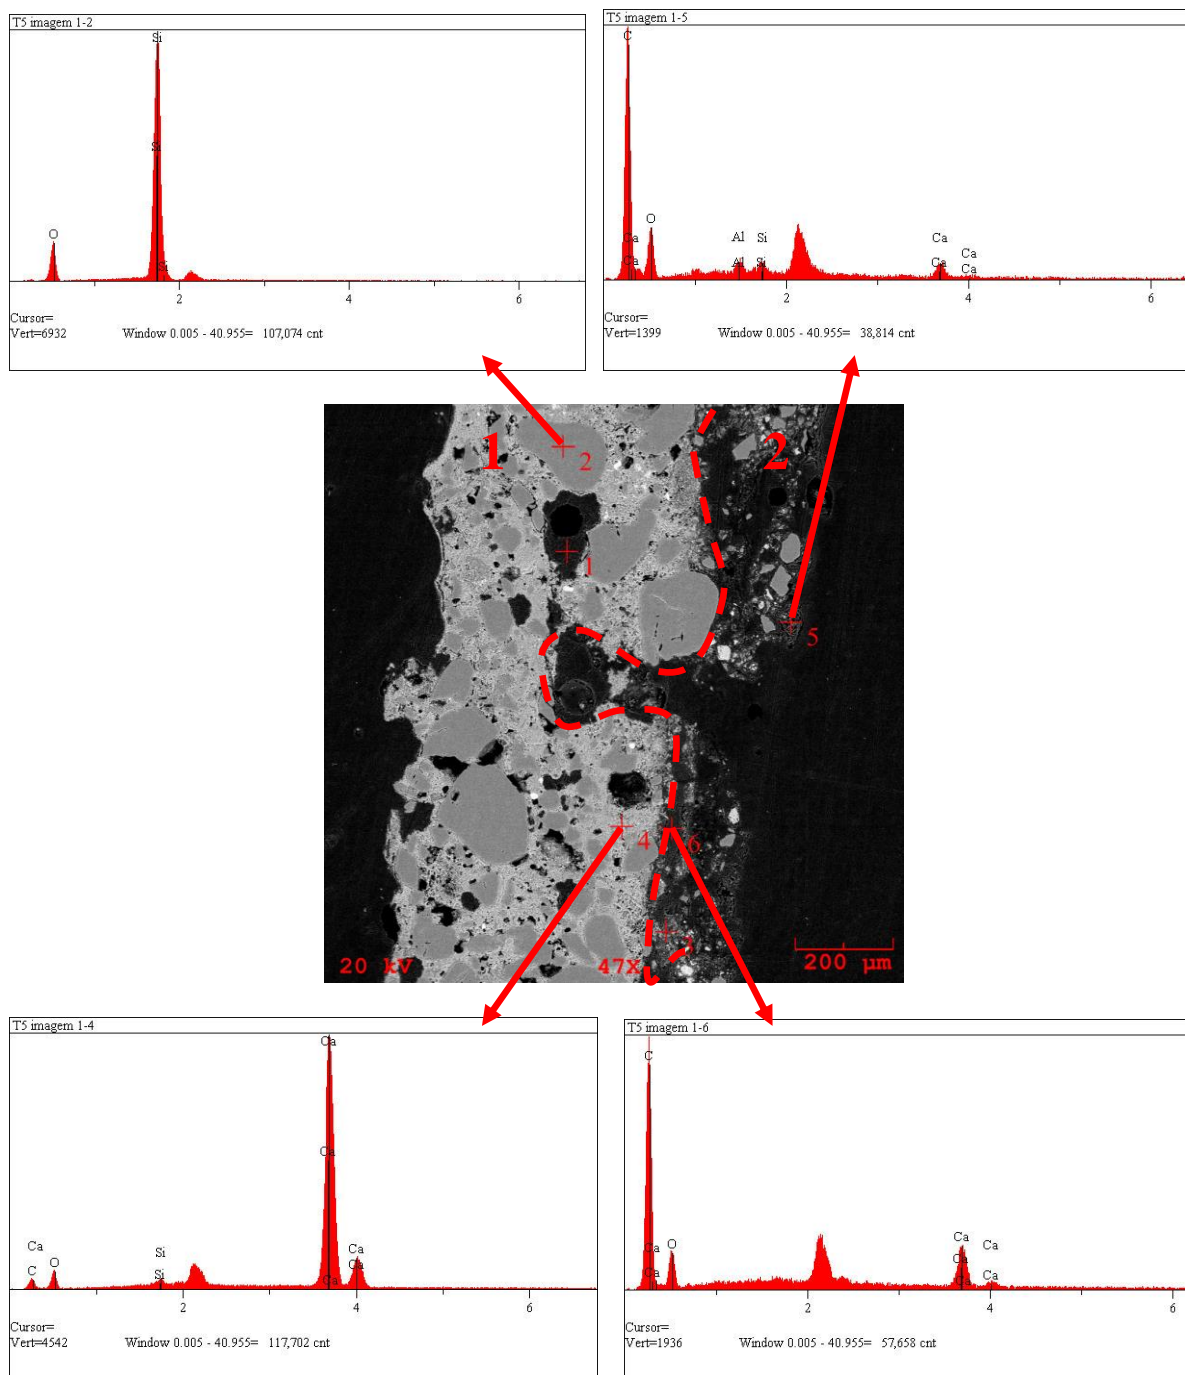 T5 imagem 1-2
Si
Si
O
Si
2 4 6
Cursor=
Vert=6932 Window 0.005 - 40.955= 107,074 cnt
T5 imagem 1-5
C
O
Ca Al Si Ca
Ca
Ca Al Si Ca Ca
2 4 6
Cursor=
Vert=1399 Window 0.005 - 40.955= 38,814 cnt
1 2
2
1
5
4 6
3
20 kV 47X 200 µm
T5 imagem 1-4
Ca
Ca
Ca Si Ca
C O Si Ca Ca
2 4 6
Cursor=
Vert=4542 Window 0.005 - 40.955= 117,702 cnt
T5 imagem 1-6
C
Ca O Ca Ca
Ca Ca
Ca Ca Ca
2 4 6
Cursor=
Vert=1936 Window 0.005 - 40.955= 57,658 cnt